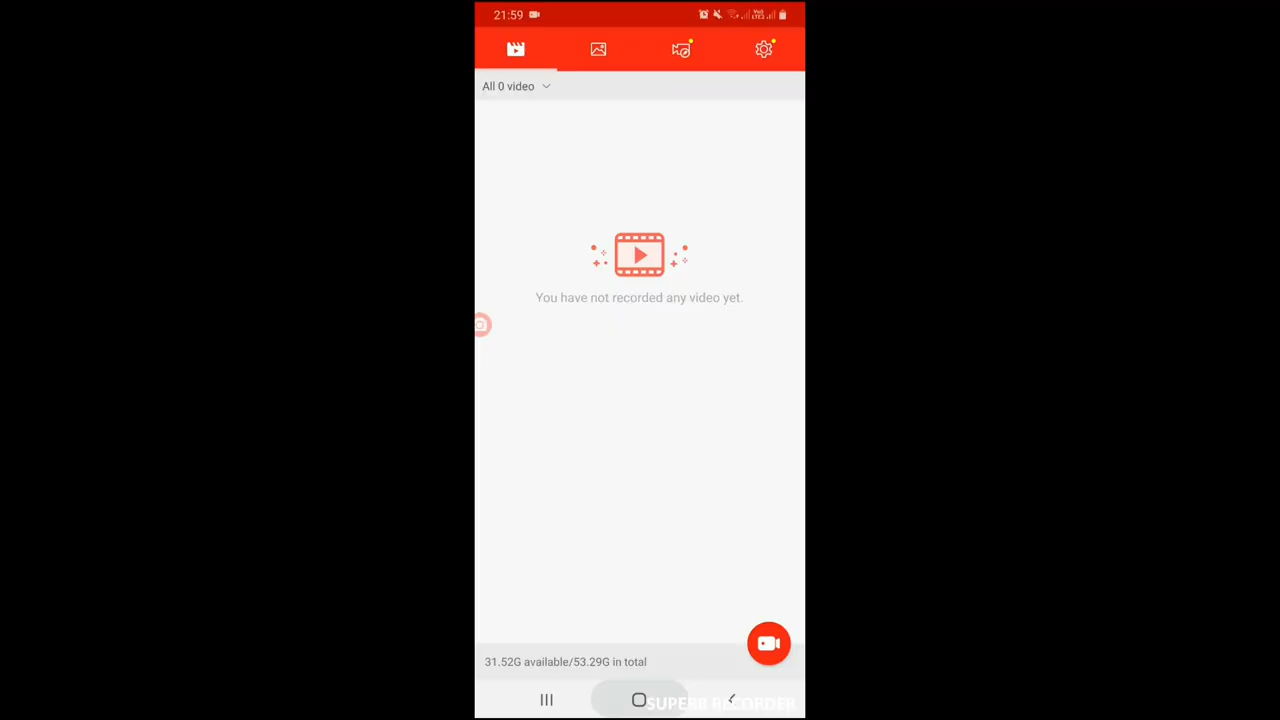 21:59
All 0 video
You have not recorded any video yet.
31.52G available/53.29G in total
SUPERB RECORDER